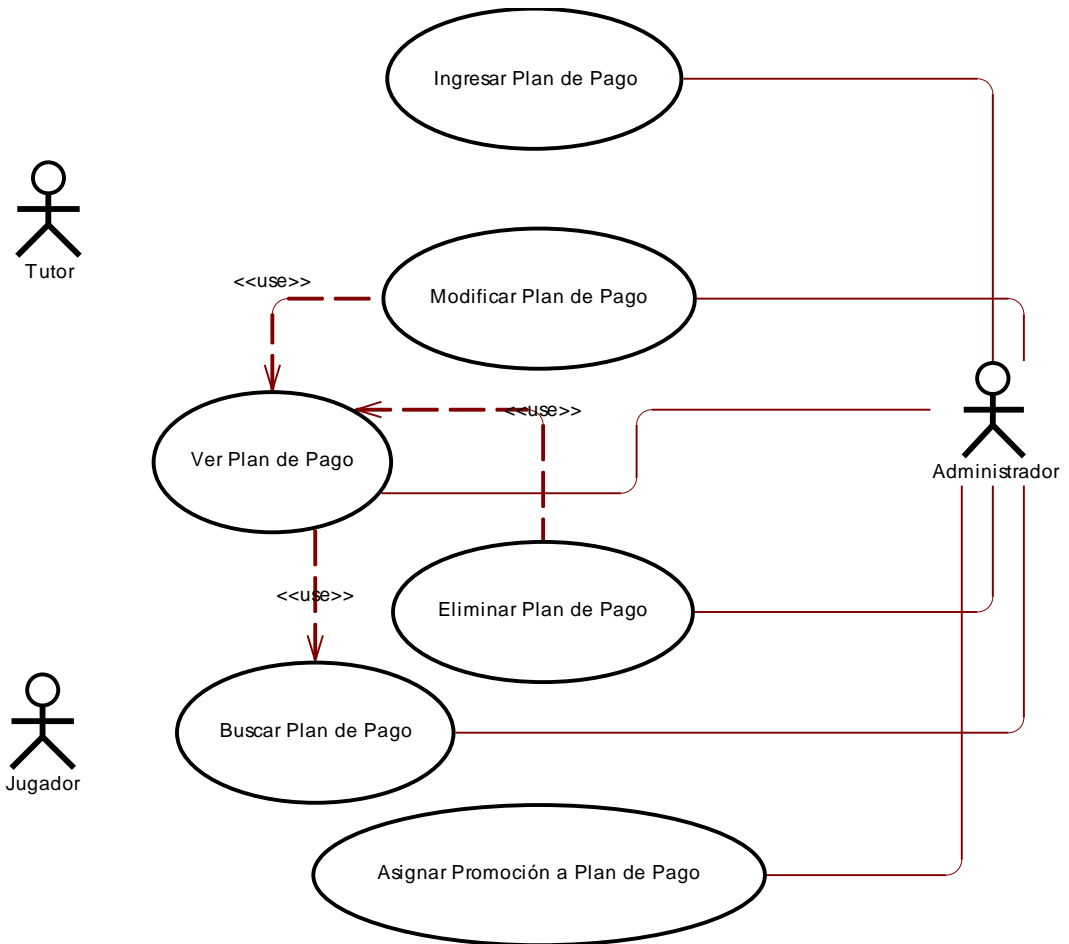 Ingresar Plan de Pago
Tutor
<<use>>
Modificar Plan de Pago
<<use>>
Ver Plan de Pago
Administrador
<<use>>
Eliminar Plan de Pago
Buscar Plan de Pago
Jugador
Asignar Promoción a Plan de Pago